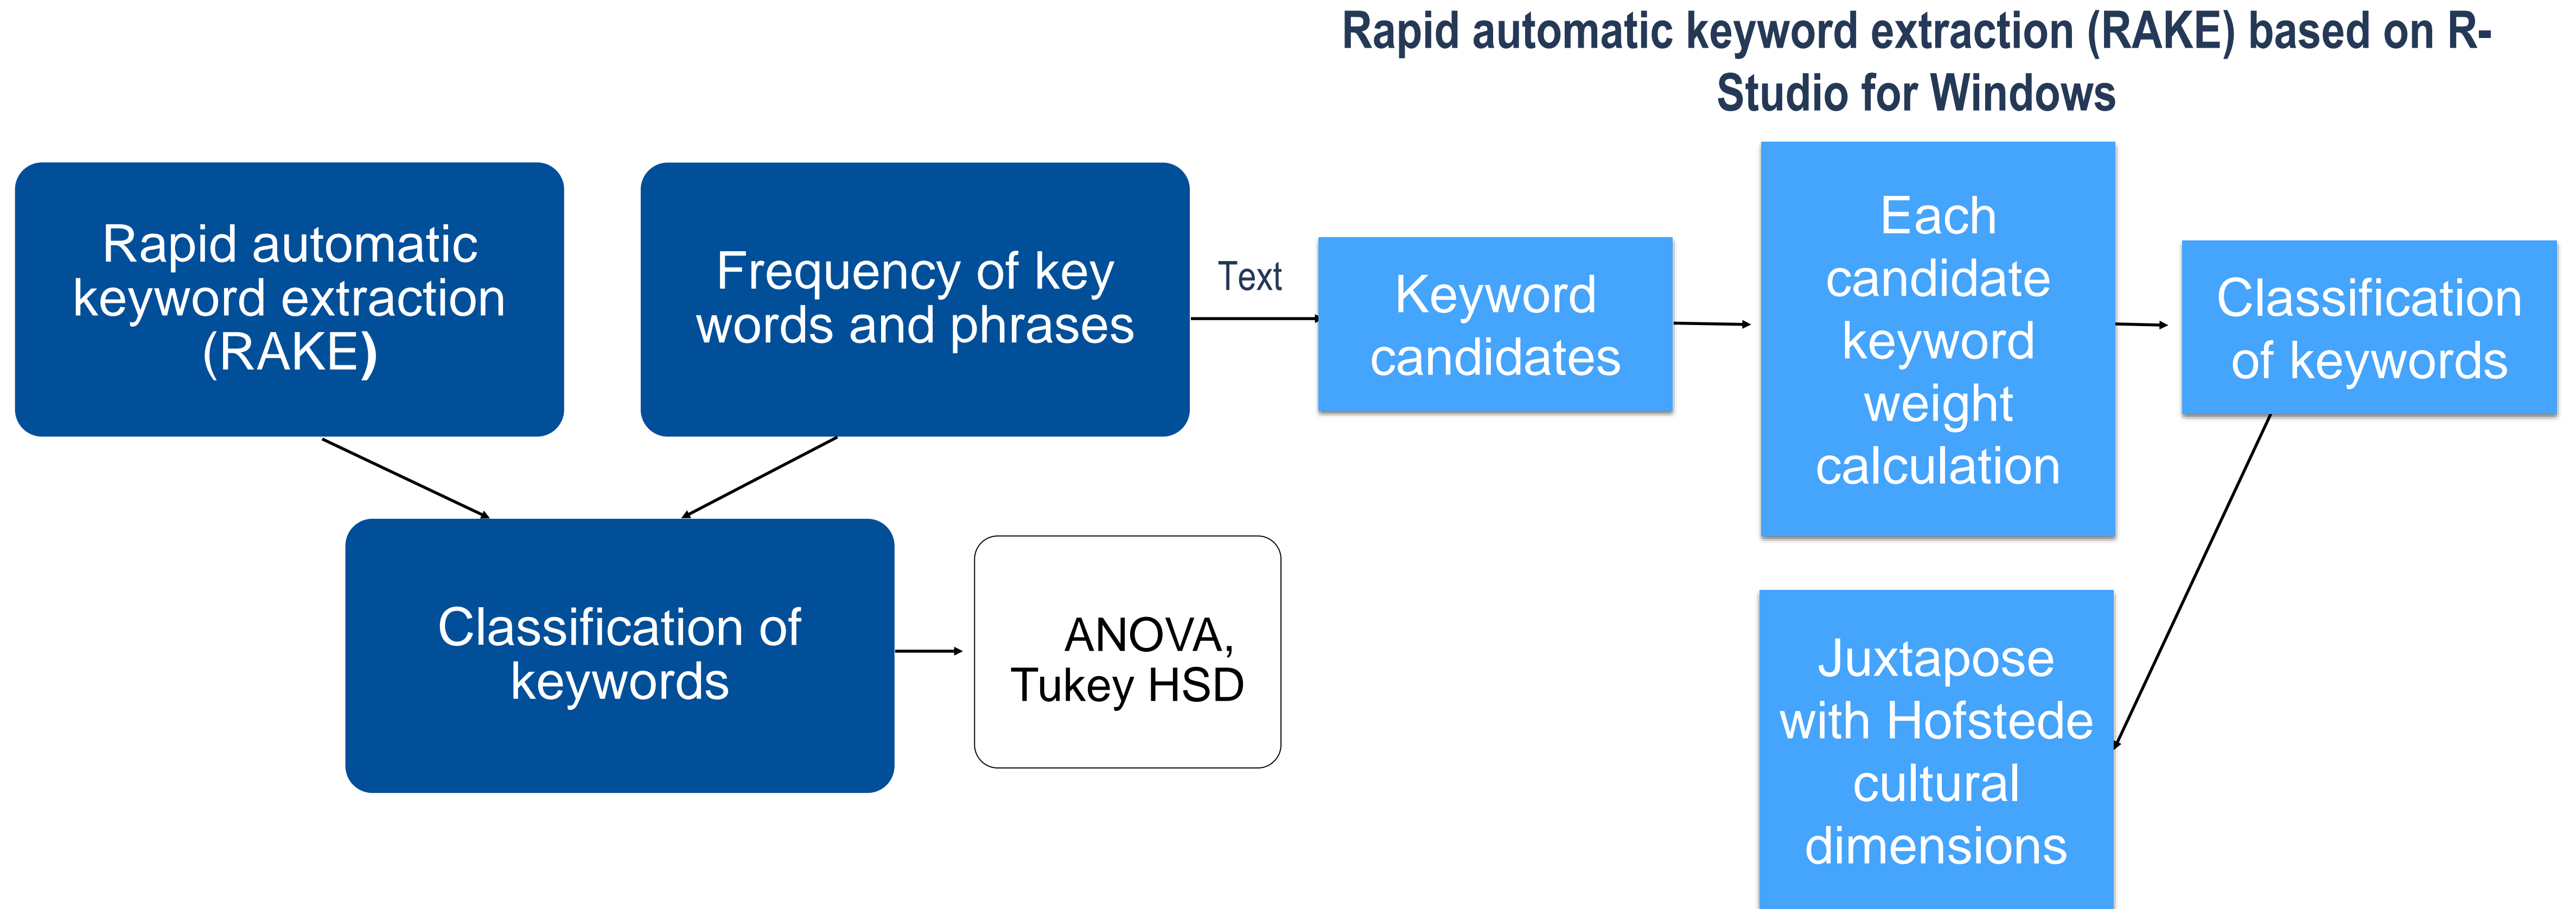 Rapid automatic keyword extraction (RAKE) based on R-
Studio for Windows
Rapid automatic
keyword extraction
(RAKE)
Frequency of key
words and phrases
Text
Keyword
candidates
Each
candidate
keyword
weight
calculation
Classification
of keywords
Classification of
keywords
ANOVA,
Tukey HSD
Juxtapose
with Hofstede
cultural
dimensions